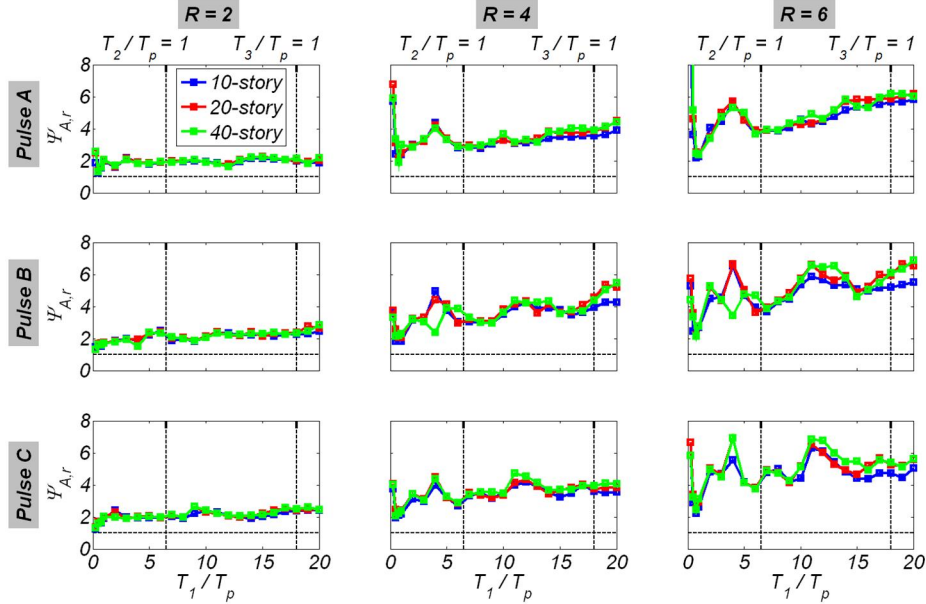 R = 2
R = 4
R = 6
T2 / Tp = 1 T3 / Tp = 1
T2 / Tp = 1 T3 / Tp = 1
T2 / Tp = 1 T3 / Tp = 1
Pulse A
ΨA,r
8
6
4
2
0
10-story
20-story
40-story
8
6
4
2
0
8
6
4
2
0
Pulse B
ΨA,r
8
6
4
2
0
8
6
4
2
0
8
6
4
2
0
Pulse C
ΨA,r
8
6
4
2
0
0 5 10 15 20
T1 / Tp
8
6
4
2
0
0 5 10 15 20
T1 / Tp
8
6
4
2
0
0 5 10 15 20
T1 / Tp